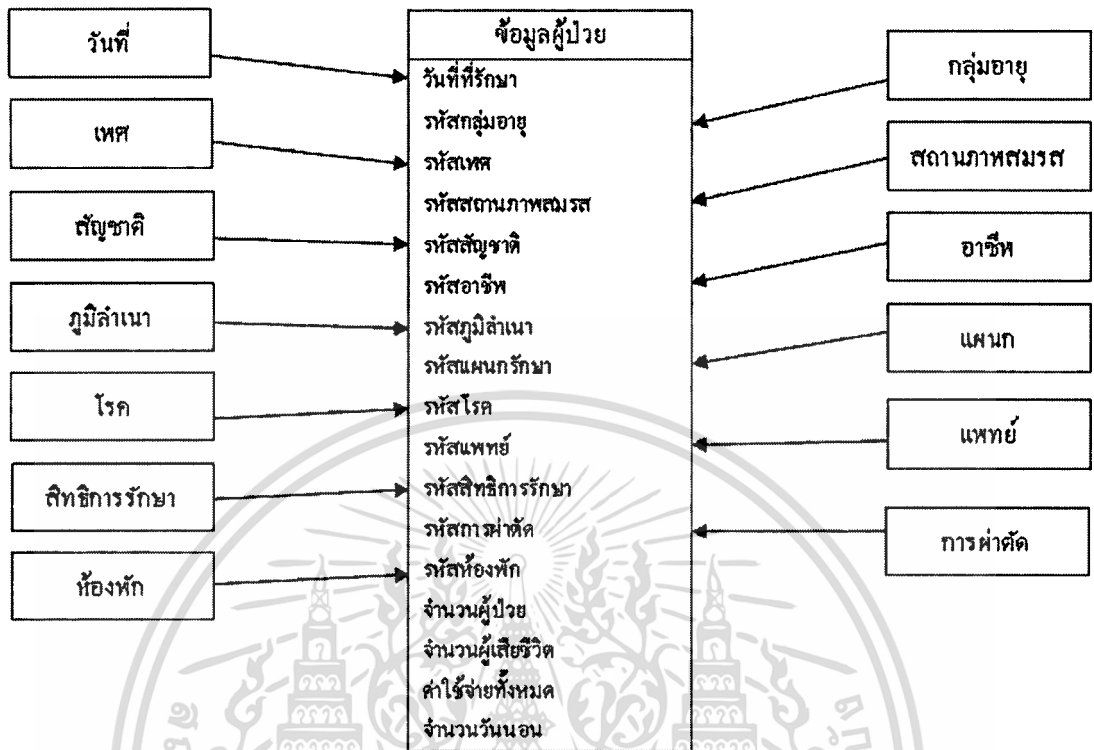 วันที่
เพศ
สัญชาติ
ภูมิลำเนา
โรค
สิทธิการรักษา
ห้องพัก
ข้อมูลผู้ป่วย
วันที่ที่รักษา
รหัสกลุ่มอายุ
รหัสเพศ
รหัสสถานภาพสมรส
รหัสสัญชาติ
รหัสอาชีพ
รหัสภูมิลำเนา
รหัสแผนกรักษา
รหัสโรค
รหัสแพทย์
รหัสสิทธิการรักษา
รหัสการผ่าตัด
รหัสห้องพัก
จำนวนผู้ป่วย
จำนวนผู้เสียชีวิต
ค่าใช้จ่ายทั้งหมด
จำนวนวันนอน
กลุ่มอายุ
สถานภาพสมรส
อาชีพ
แผนก
แพทย์
การผ่าตัด